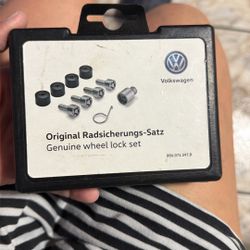 Volkswagen
Original Radsicherungs-Satz
Genuine wheel lock set